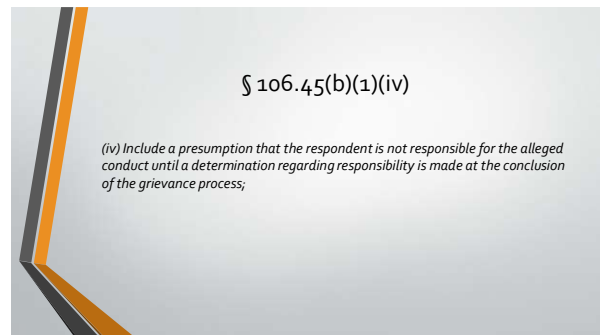 § 106.45(b)(1)(iv)
(iv) Include a presumption that the respondent is not responsible for the alleged
conduct until a determination regarding responsibility is made at the conclusion
of the grievance process;